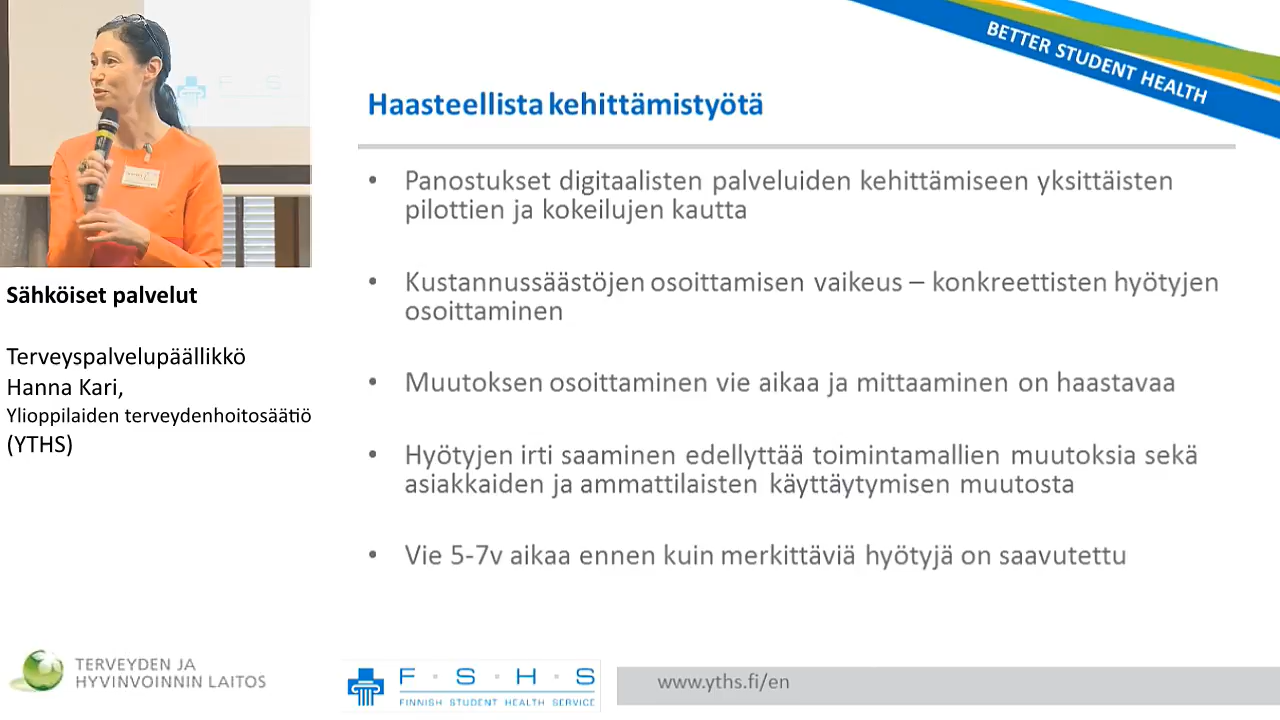 BETTER STUDENT HEALTH
F S H S
Haasteellista kehittämistyötä
• Panostukset digitaalisten palveluiden kehittämiseen yksittäisten
pilottien ja kokeilujen kautta
• Kustannussäästöjen osoittamisen vaikeus – konkreettisten hyötyjen
osoittaminen
• Muutoksen osoittaminen vie aikaa ja mittaaminen on haastavaa
• Hyötyjen irti saaminen edellyttää toimintamallien muutoksia sekä
asiakkaiden ja ammattilaisten käyttäytymisen muutosta
• Vie 5-7v aikaa ennen kuin merkittäviä hyötyjä on saavutettu
Sähköiset palvelut
Terveyspalvelupäällikkö
Hanna Kari,
Ylioppilaiden terveydenhoitosäätiö
(YTHS)
TERVEYDEN JA
HYVINVOINNIN LAITOS
F · S · H · S
FINNISH STUDENT HEALTH SERVICE
www.yths.fi/en